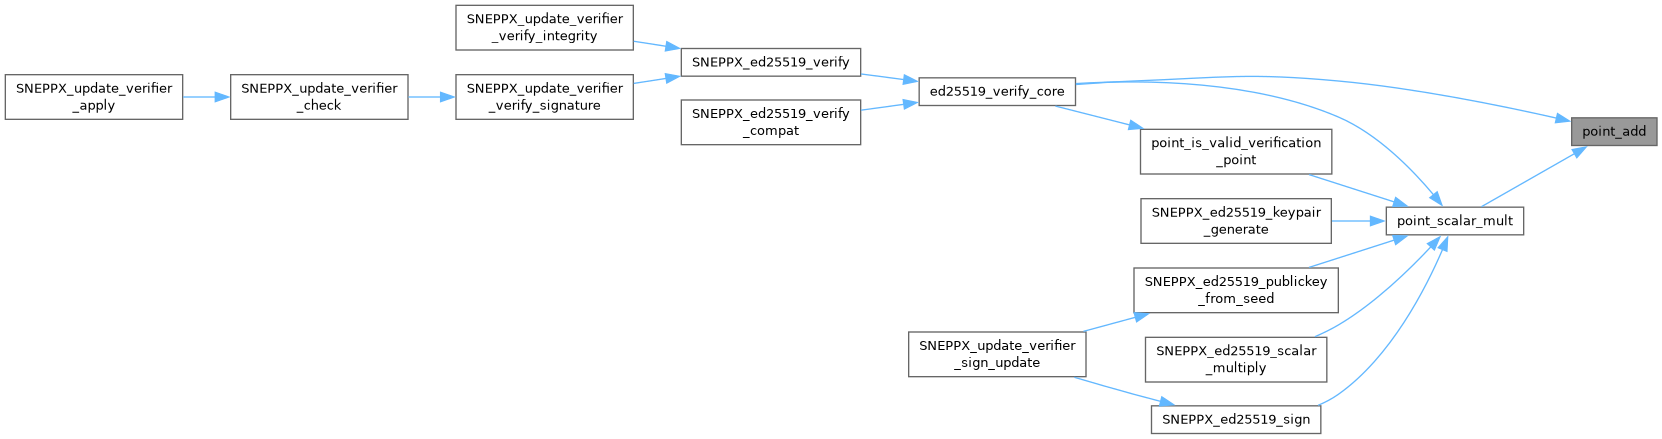 SNEPPX_update_verifier
_verify_integrity
SNEPPX_ed25519_verify
SNEPPX_update_verifier
_apply
SNEPPX_update_verifier
_check
SNEPPX_update_verifier
_verify_signature
ed25519_verify_core
SNEPPX_ed25519_verify
_compat
point_add
point_is_valid_verification
_point
SNEPPX_ed25519_keypair
_generate
point_scalar_mult
SNEPPX_ed25519_publickey
_from_seed
SNEPPX_update_verifier
_sign_update
SNEPPX_ed25519_scalar
_multiply
SNEPPX_ed25519_sign